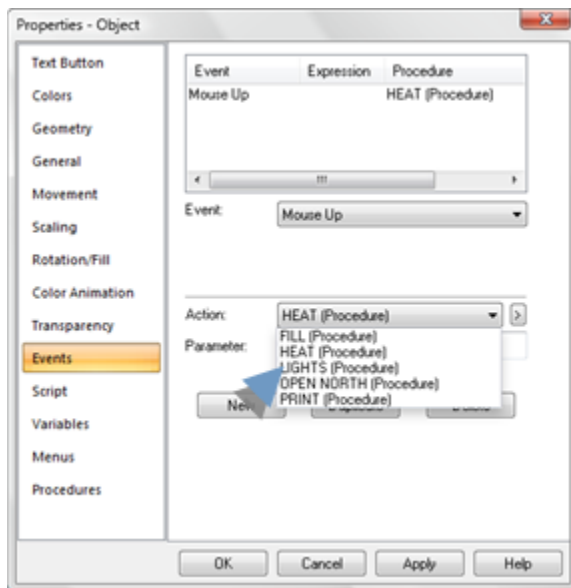 Properties - Object
Text Button
Colors
Geometry
General
Movement
Scaling
Rotation/Fill
Color Animation
Transparency
Events
Script
Variables
Menus
Procedures
Event Expression Procedure
Mouse Up HEAT (Procedure)
Event: Mouse Up
Action: HEAT (Procedure) >
Parameter:
FILL (Procedure)
HEAT (Procedure)
LIGHTS (Procedure)
OPEN NORTH (Procedure)
PRINT (Procedure)
New
OK Cancel Apply Help